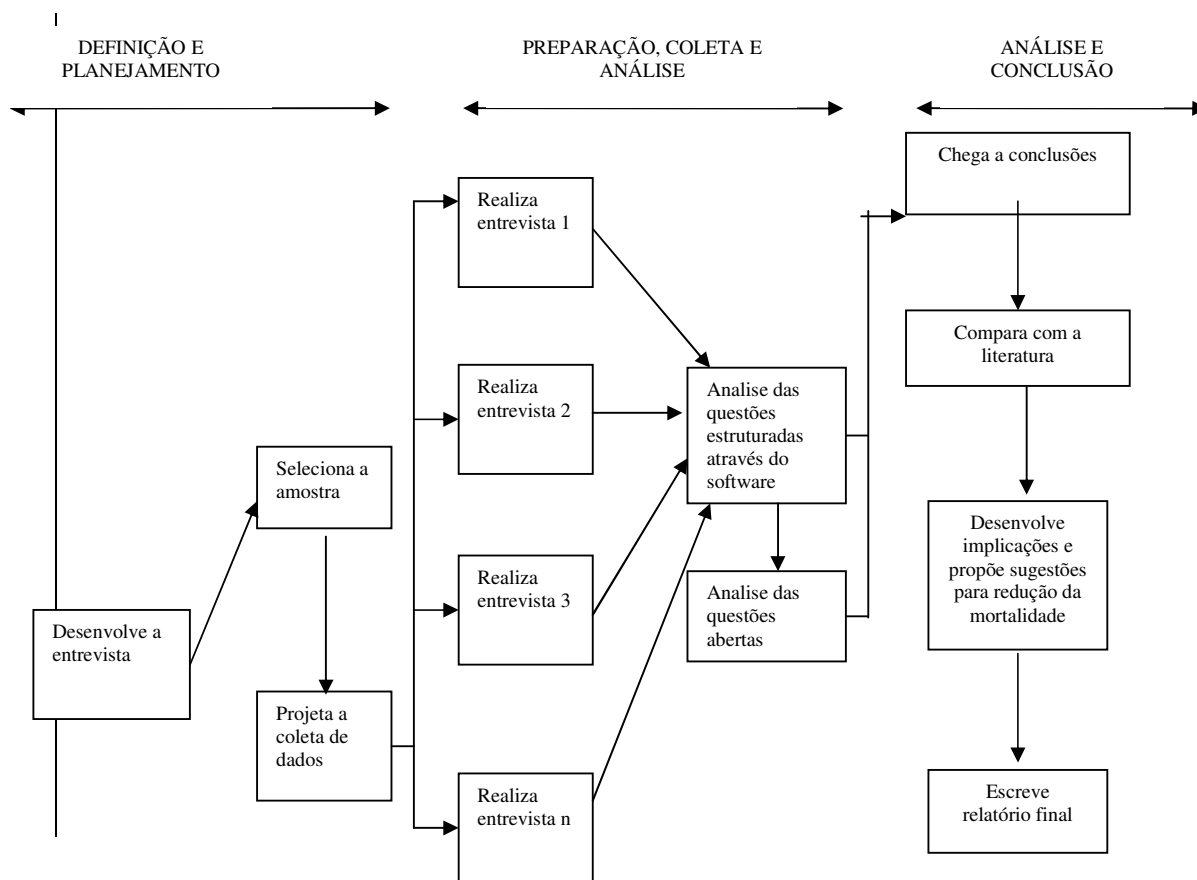 DEFINIÇÃO E
PLANEJAMENTO
PREPARAÇÃO, COLETA E
ANÁLISE
ANÁLISE E
CONCLUSÃO
Desenvolve a
entrevista
Seleciona a
amostra
Projeta a
coleta de
dados
Realiza
entrevista 1
Realiza
entrevista 2
Realiza
entrevista 3
Realiza
entrevista n
Analise das
questões
estruturadas
através do
software
Analise das
questões
abertas
Chega a conclusões
Compara com a
literatura
Desenvolve
implicações e
propõe sugestões
para redução da
mortalidade
Escreve
relatório final